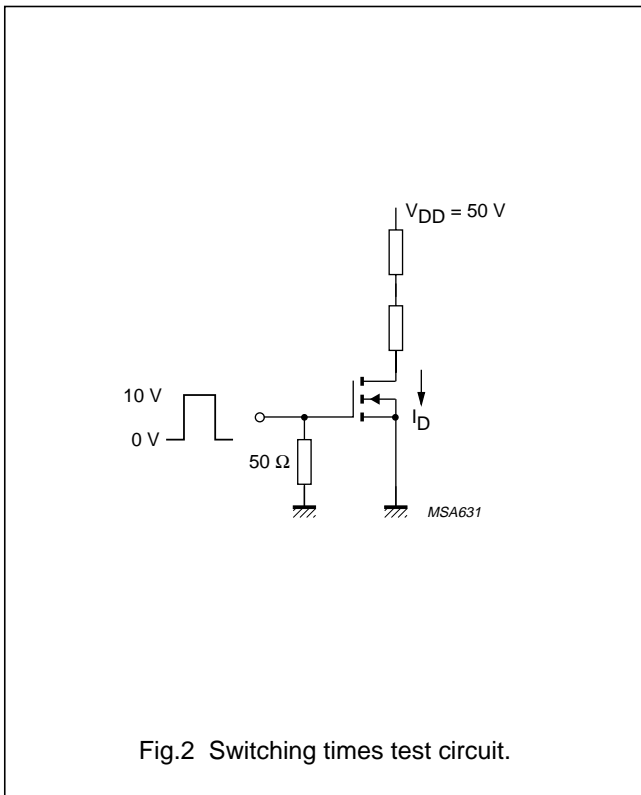 V_DD = 50 V
10 V
0 V
I_D
50 Ω
MSA631
Fig.2 Switching times test circuit.